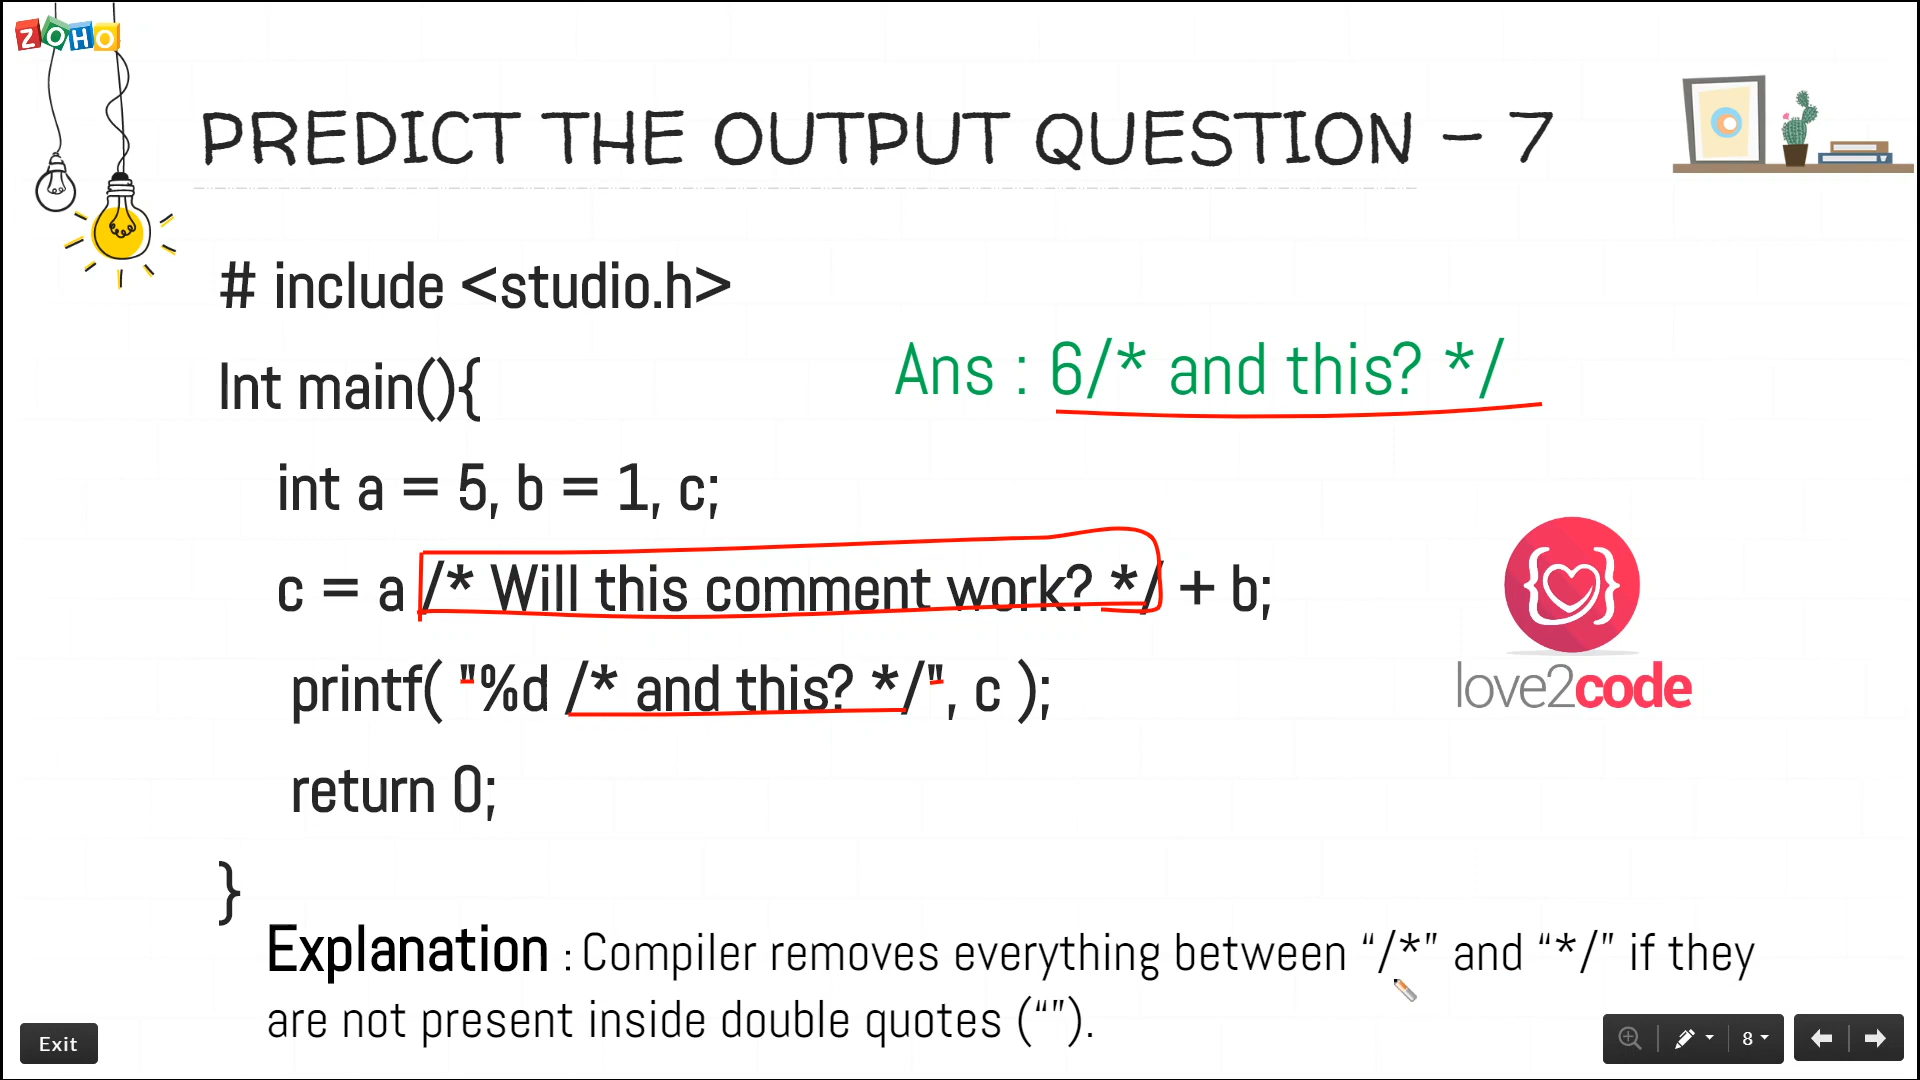 ZOHO
PREDICT THE OUTPUT QUESTION - 7
# include <studio.h>
Int main(){
Ans : 6/* and this? */
int a = 5, b = 1, c;
c = a /* Will this comment work? */ + b;
printf( "%d /* and this? */", c );
love2code
return 0;
}
Explanation : Compiler removes everything between “/*” and “*/” if they
are not present inside double quotes (“”).
Exit
8